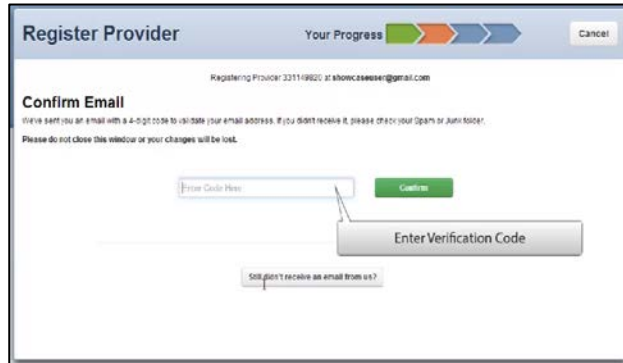 Register Provider
Your Progress
Cancel
Registering Provider 331149820 at showcaseuser@gmail.com
Confirm Email
We've sent you an email with a 4-digit code to validate your email address. If you didn't receive it, please check your Spam or Junk folder.
Please do not close this window or your changes will be lost.
Enter Code Here
Confirm
Enter Verification Code
Still didn't receive an email from us?